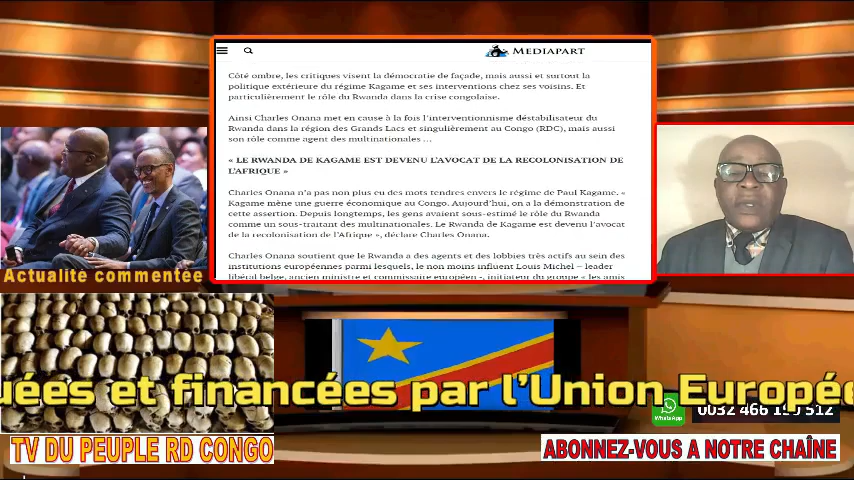 MEDIAPART
Côté ombre, les critiques visent la démocratie de façade, mais aussi et surtout la
politique extérieure du régime Kagame et ses interventions chez ses voisins. Et
particulièrement le rôle du Rwanda dans la crise congolaise.
Ainsi Charles Onana met en cause à la fois l'interventionnisme déstabilisateur du
Rwanda dans la région des Grands Lacs et singulièrement au Congo (RDC), mais aussi
son rôle comme agent des multinationales ...
« LE RWANDA DE KAGAME EST DEVENU L'AVOCAT DE LA RECOLONISATION DE
L'AFRIQUE »
Charles Onana n'a pas non plus eu des mots tendres envers le régime de Paul Kagame. «
Kagame mène une guerre économique au Congo. Aujourd'hui, on a la démonstration de
cette assertion. Depuis longtemps, les gens avaient sous-estimé le rôle du Rwanda
comme un sous-traitant des multinationales. Le Rwanda de Kagame est devenu l'avocat
de la recolonisation de l'Afrique », déclare Charles Onana.
Charles Onana soutient que le Rwanda a des agents et des lobbies très actifs au sein des
institutions européennes parmi lesquels, le non moins influent Louis Michel – leader
libéral belge, ancien ministre et commissaire européen -, initiateur du groupe « les amis
Actualité commentée
uées et financées par l'Union Europée
WhatsApp
0032 466 512
TV DU PEUPLE RD CONGO
ABONNEZ-VOUS A NOTRE CHAÎNE